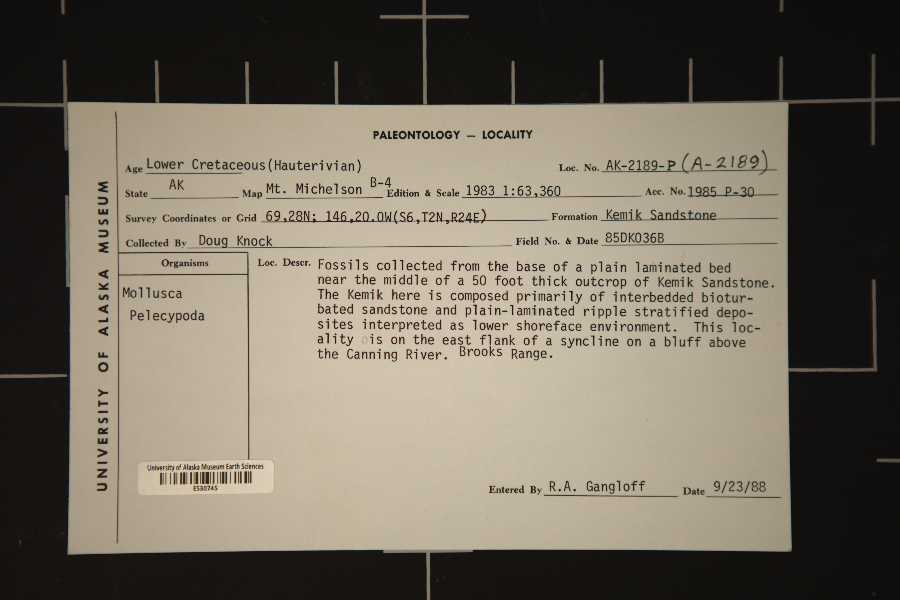 PALEONTOLOGY — LOCALITY
Age Lower Cretaceous(Hauterivian) Loc. No. AK-2189-P (A-2189)
State AK Map Mt. Michelson B-4 Edition & Scale 1983 1:63,360 Acc. No. 1985 P-30
Survey Coordinates or Grid 69,28N; 146,20.0W(S6,T2N,R24E) Formation Kemik Sandstone
Collected By Doug Knock Field No. & Date 85DK036B
Organisms
Mollusca
Pelecypoda
Loc. Descr. Fossils collected from the base of a plain laminated bed
near the middle of a 50 foot thick outcrop of Kemik Sandstone.
The Kemik here is composed primarily of interbedded biotur-
bated sandstone and plain-laminated ripple stratified depo-
sites interpreted as lower shoreface environment. This loc-
ality is on the east flank of a syncline on a bluff above
the Canning River. Brooks Range.
University of Alaska Museum Earth Sciences
ES30745
Entered By R.A. Gangloff Date 9/23/88
UNIVERSITY OF ALASKA MUSEUM